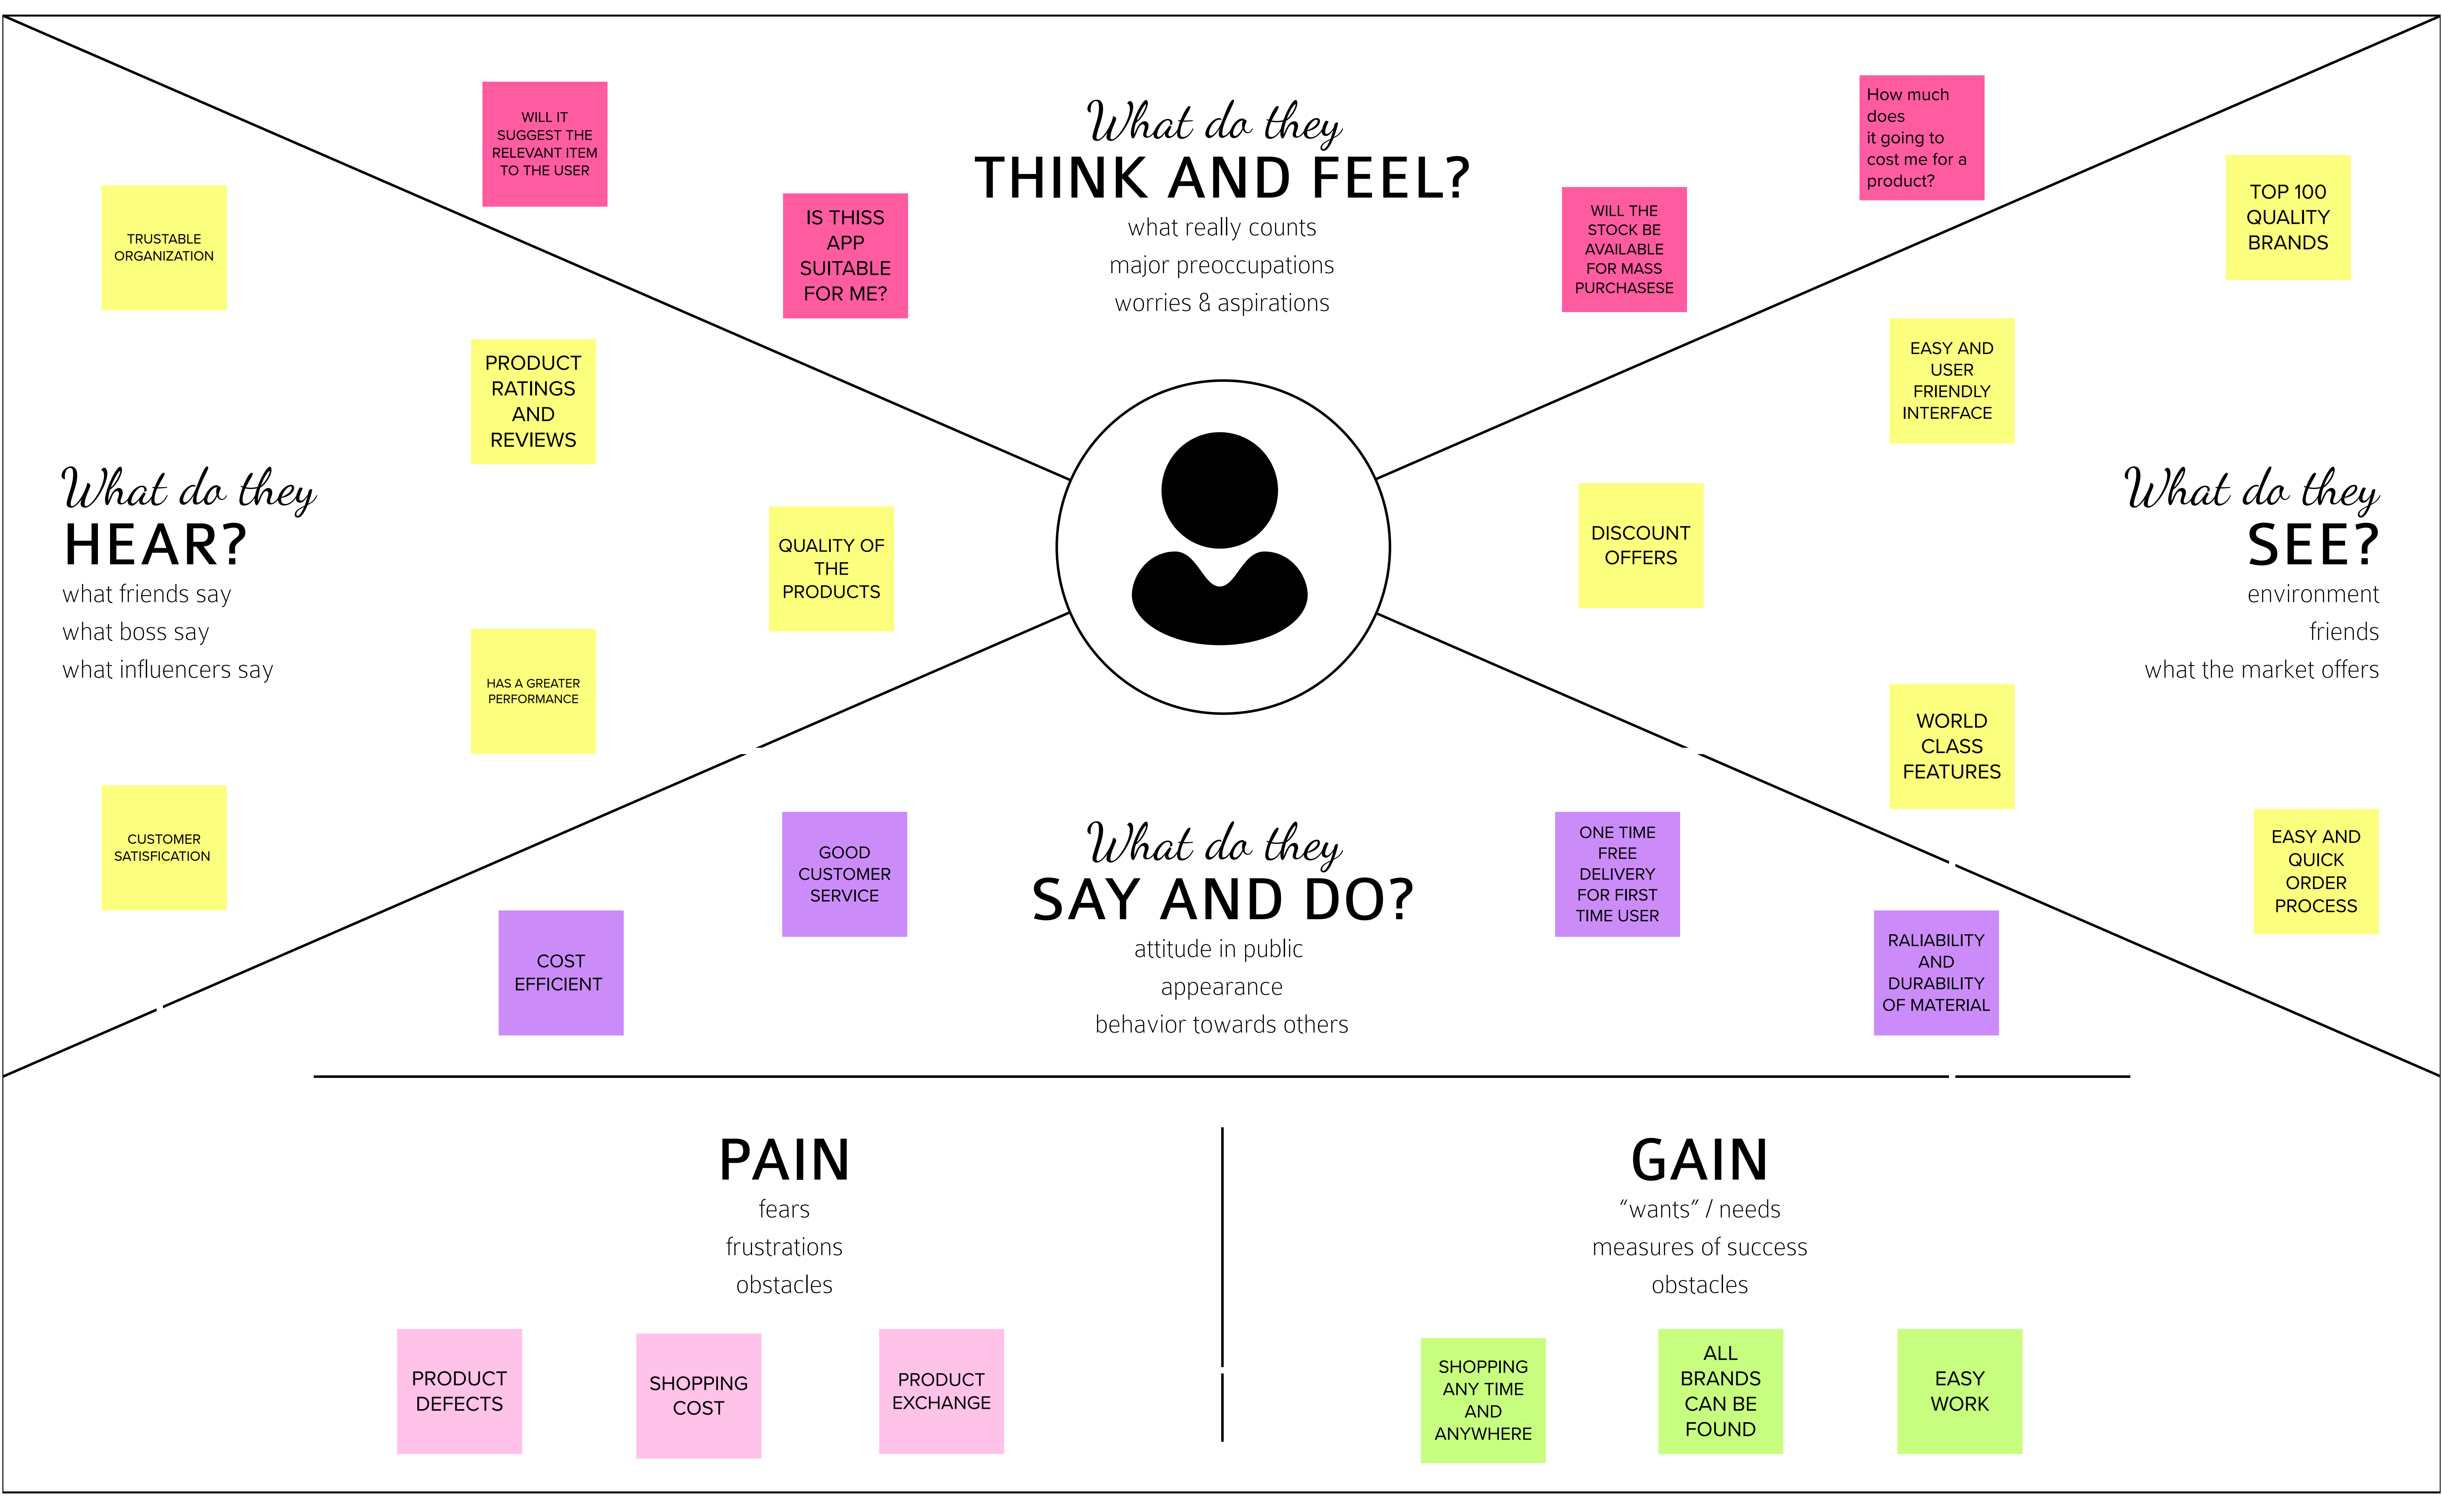 What do they
THINK AND FEEL?
what really counts
major preoccupations
worries & aspirations
WILL IT
SUGGEST THE
RELEVANT ITEM
TO THE USER
IS THISS
APP
SUITABLE
FOR ME?
WILL THE
STOCK BE
AVAILABLE
FOR MASS
PURCHASESE
How much
does
it going to
cost me for a
product?
What do they
HEAR?
what friends say
what boss say
what influencers say
TRUSTABLE
ORGANIZATION
PRODUCT
RATINGS
AND
REVIEWS
QUALITY OF
THE
PRODUCTS
HAS A GREATER
PERFORMANCE
CUSTOMER
SATISFICATION
What do they
SEE?
environment
friends
what the market offers
TOP 100
QUALITY
BRANDS
EASY AND
USER
FRIENDLY
INTERFACE
DISCOUNT
OFFERS
WORLD
CLASS
FEATURES
EASY AND
QUICK
ORDER
PROCESS
What do they
SAY AND DO?
attitude in public
appearance
behavior towards others
GOOD
CUSTOMER
SERVICE
COST
EFFICIENT
ONE TIME
FREE
DELIVERY
FOR FIRST
TIME USER
RALIABILITY
AND
DURABILITY
OF MATERIAL
PAIN
fears
frustrations
obstacles
PRODUCT
DEFECTS
SHOPPING
COST
PRODUCT
EXCHANGE
GAIN
“wants” / needs
measures of success
obstacles
SHOPPING
ANY TIME
AND
ANYWHERE
ALL
BRANDS
CAN BE
FOUND
EASY
WORK